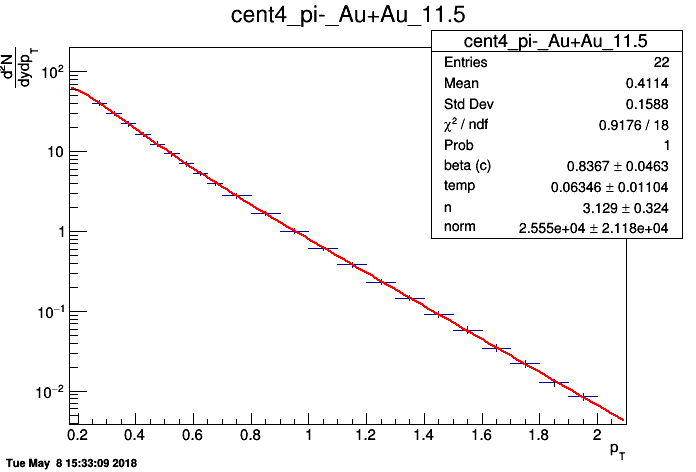 cent4_pi-_Au+Au_11.5
cent4_pi-_Au+Au_11.5
Entries 22
Mean 0.4114
Std Dev 0.1588
χ² / ndf 0.9176 / 18
Prob 1
beta (c) 0.8367 ± 0.0463
temp 0.06346 ± 0.01104
n 3.129 ± 0.324
norm 2.555e+04 ± 2.118e+04
d²N
dydp_T
10²
10
1
10⁻¹
10⁻²
0.2 0.4 0.6 0.8 1 1.2 1.4 1.6 1.8 2
p_T
Tue May 8 15:33:09 2018